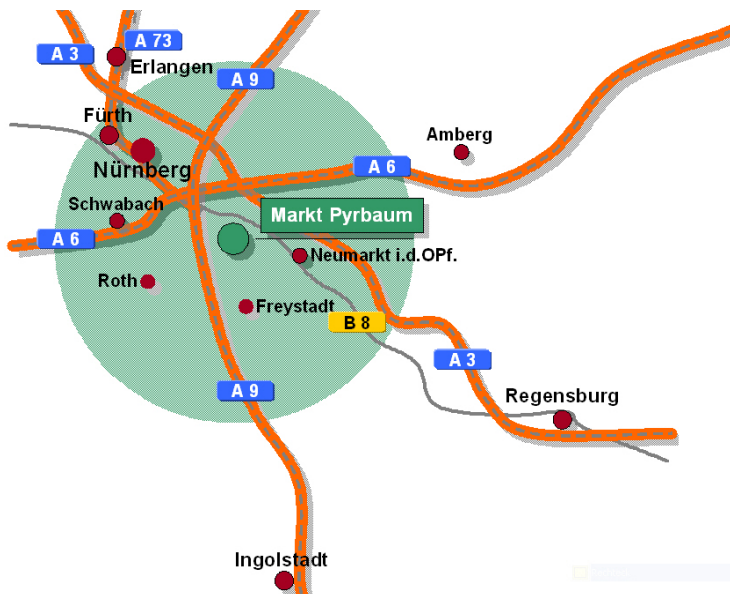 A 73
A 3
Erlangen
A 9
Fürth
Amberg
Nürnberg
A 6
Schwabach
Markt Pyrbaum
A 6
Neumarkt i.d.OPf.
Roth
Freystadt
B 8
A 3
A 9
Regensburg
Ingolstadt